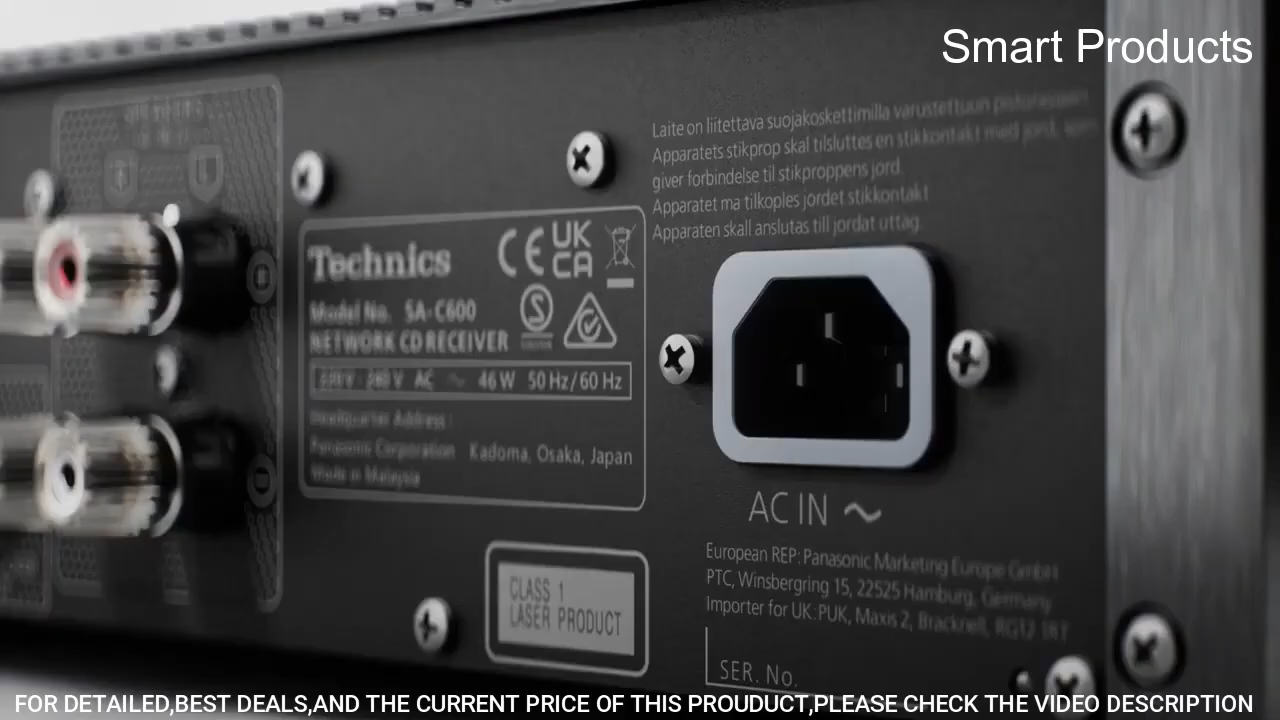 Smart Products
Laite on liitettava suojakoskettimilla varustettuun pistorasiaan
Apparatets stikprop skal tilsluttes en stikkontakt med jord, som
giver forbindelse til stikproppens jord.
Apparatet ma tilkoples jordet stikkontakt
Apparaten skall anslutas till jordat uttag.
Technics
CE UK
CA
Model No. SA-C600
NETWORK CD RECEIVER
AC 46 W 50 Hz/60 Hz
Headquarter Address:
Panasonic Corporation Kadoma, Osaka, Japan
Made in Malaysia
AC IN ~
European REP: Panasonic Marketing Europe GmbH
PTC, Winsbergring 15, 22525 Hamburg, Germany
Importer for UK: PUK, Maxis 2, Bracknell, RG12 1RT
CLASS 1
LASER PRODUCT
SER. No.
FOR DETAILED,BEST DEALS,AND THE CURRENT PRICE OF THIS PROUDUCT,PLEASE CHECK THE VIDEO DESCRIPTION